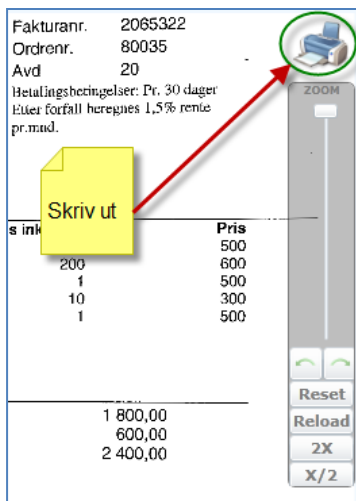 Fakturanr. 2065322
Ordrenr. 80035
Avd 20
Betalingsbetingelser: Pr. 30 dager
Etter forfall beregnes 1,5% rente
pr.mnd.
ZOOM
Skriv ut
s ink Pris
500
200 600
1 500
10 300
1 500
Reset
Reload
1 800,00
600,00
2X
2 400,00
X/2